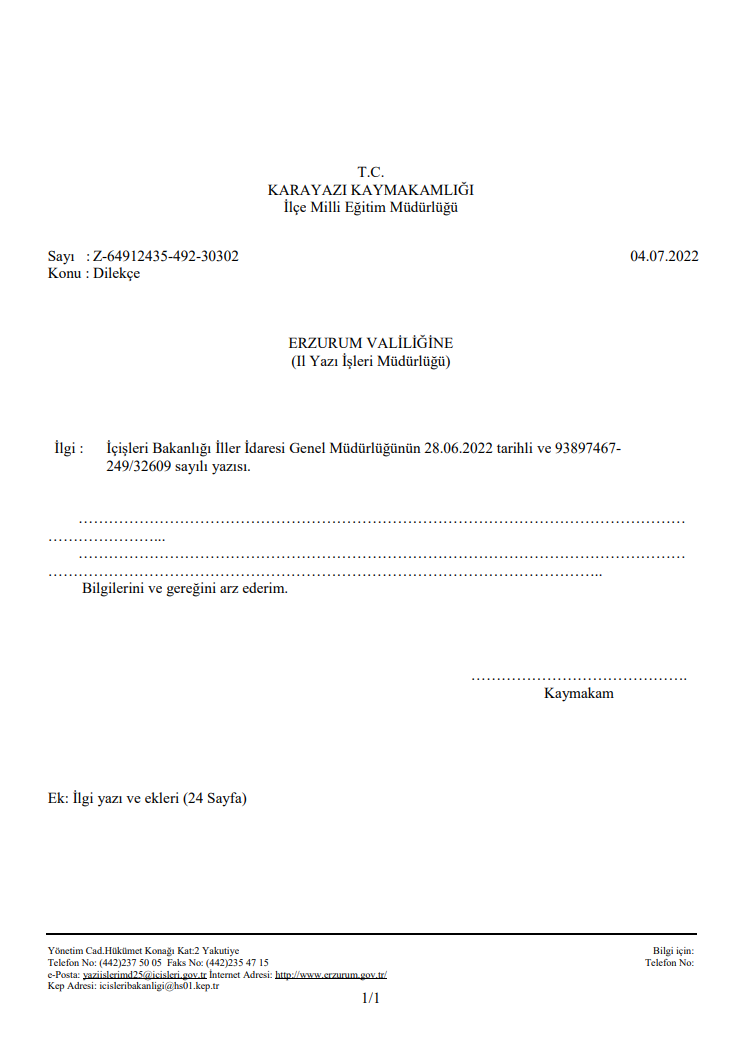 T.C.
KARAYAZI KAYMAKAMLIĞI
İlçe Milli Eğitim Müdürlüğü
Sayı : Z-64912435-492-30302 04.07.2022
Konu : Dilekçe
ERZURUM VALİLİĞİNE
(Il Yazı İşleri Müdürlüğü)
İlgi : İçişleri Bakanlığı İller İdaresi Genel Müdürlüğünün 28.06.2022 tarihli ve 93897467-
249/32609 sayılı yazısı.
………………………………………………………………………………………………………
…………………...
………………………………………………………………………………………………………
……………………………………………………………………………………………..
Bilgilerini ve gereğini arz ederim.
…………………………………….
Kaymakam
Ek: İlgi yazı ve ekleri (24 Sayfa)
Yönetim Cad.Hükümet Konağı Kat:2 Yakutiye Bilgi için:
Telefon No: (442)237 50 05 Faks No: (442)235 47 15 Telefon No:
e-Posta: yaziislerimd25@icisleri.gov.tr İnternet Adresi: http://www.erzurum.gov.tr/
Kep Adresi: icisleribakanligi@hs01.kep.tr
1/1